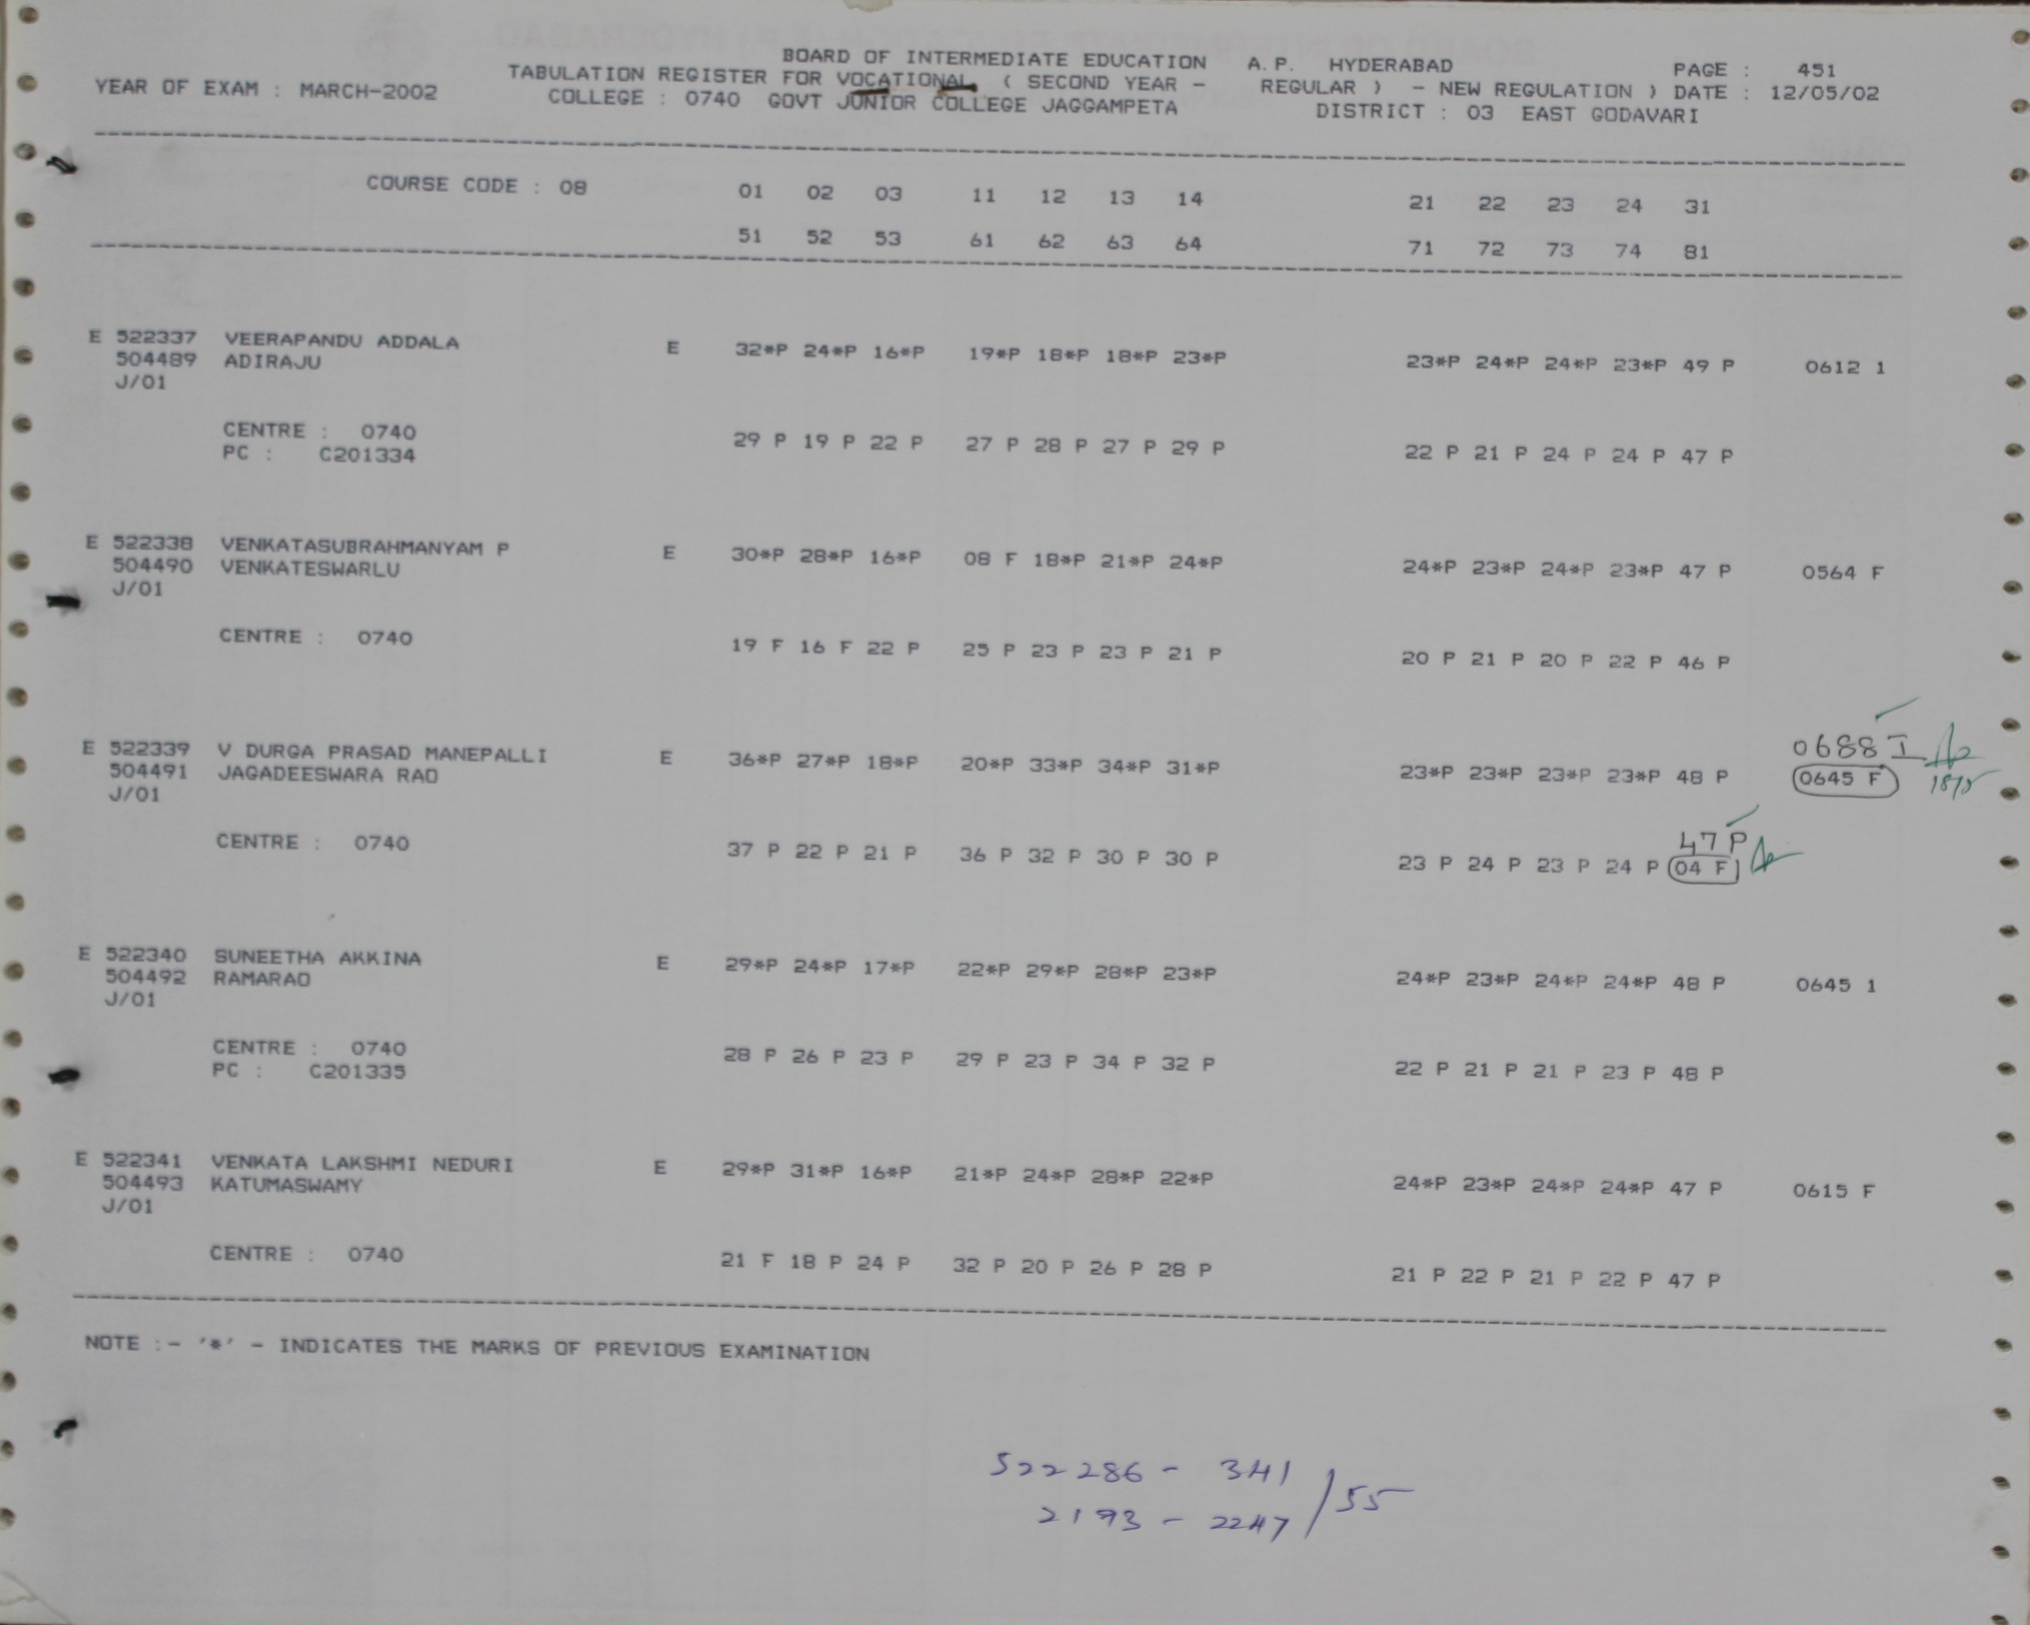 BOARD OF INTERMEDIATE EDUCATION A.P. HYDERABAD PAGE : 451
YEAR OF EXAM : MARCH-2002 TABULATION REGISTER FOR VOCATIONAL ( SECOND YEAR - REGULAR ) - NEW REGULATION ) DATE : 12/05/02
COLLEGE : 0740 GOVT JUNIOR COLLEGE JAGGAMPETA DISTRICT : 03 EAST GODAVARI
COURSE CODE : 08 01 02 03 11 12 13 14 21 22 23 24 31
51 52 53 61 62 63 64 71 72 73 74 81
E 522337 VEERAPANDU ADDALA E 32*P 24*P 16*P 19*P 18*P 18*P 23*P 23*P 24*P 24*P 23*P 49 P 0612 1
504489 ADIRAJU
J/01
CENTRE : 0740 29 P 19 P 22 P 27 P 28 P 27 P 29 P 22 P 21 P 24 P 24 P 47 P
PC : C201334
E 522338 VENKATASUBRAHMANYAM P E 30*P 28*P 16*P 08 F 18*P 21*P 24*P 24*P 23*P 24*P 23*P 47 P 0564 F
504490 VENKATESWARLU
J/01
CENTRE : 0740 19 F 16 F 22 P 25 P 23 P 23 P 21 P 20 P 21 P 20 P 22 P 46 P
0688 I
E 522339 V DURGA PRASAD MANEPALLI E 36*P 27*P 18*P 20*P 33*P 34*P 31*P 23*P 23*P 23*P 23*P 48 P 0645 F
504491 JAGADEESWARA RAO
J/01
47 P
CENTRE : 0740 37 P 22 P 21 P 36 P 32 P 30 P 30 P 23 P 24 P 23 P 24 P 04 F
E 522340 SUNEETHA AKKINA E 29*P 24*P 17*P 22*P 29*P 28*P 23*P 24*P 23*P 24*P 24*P 48 P 0645 1
504492 RAMARAO
J/01
CENTRE : 0740 28 P 26 P 23 P 29 P 23 P 34 P 32 P 22 P 21 P 21 P 23 P 48 P
PC : C201335
E 522341 VENKATA LAKSHMI NEDURI E 29*P 31*P 16*P 21*P 24*P 28*P 22*P 24*P 23*P 24*P 24*P 47 P 0615 F
504493 KATUMASWAMY
J/01
CENTRE : 0740 21 F 18 P 24 P 32 P 20 P 26 P 28 P 21 P 22 P 21 P 22 P 47 P
NOTE :- '*' - INDICATES THE MARKS OF PREVIOUS EXAMINATION
522286 - 341
2193 - 2247 /55